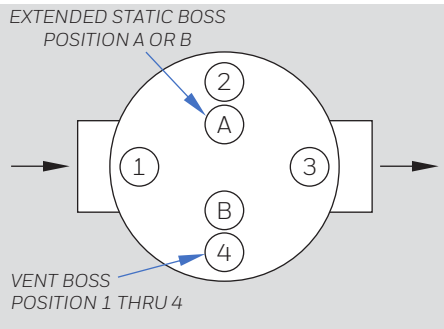 EXTENDED STATIC BOSS
POSITION A OR B
2
A
1
3
B
4
VENT BOSS
POSITION 1 THRU 4